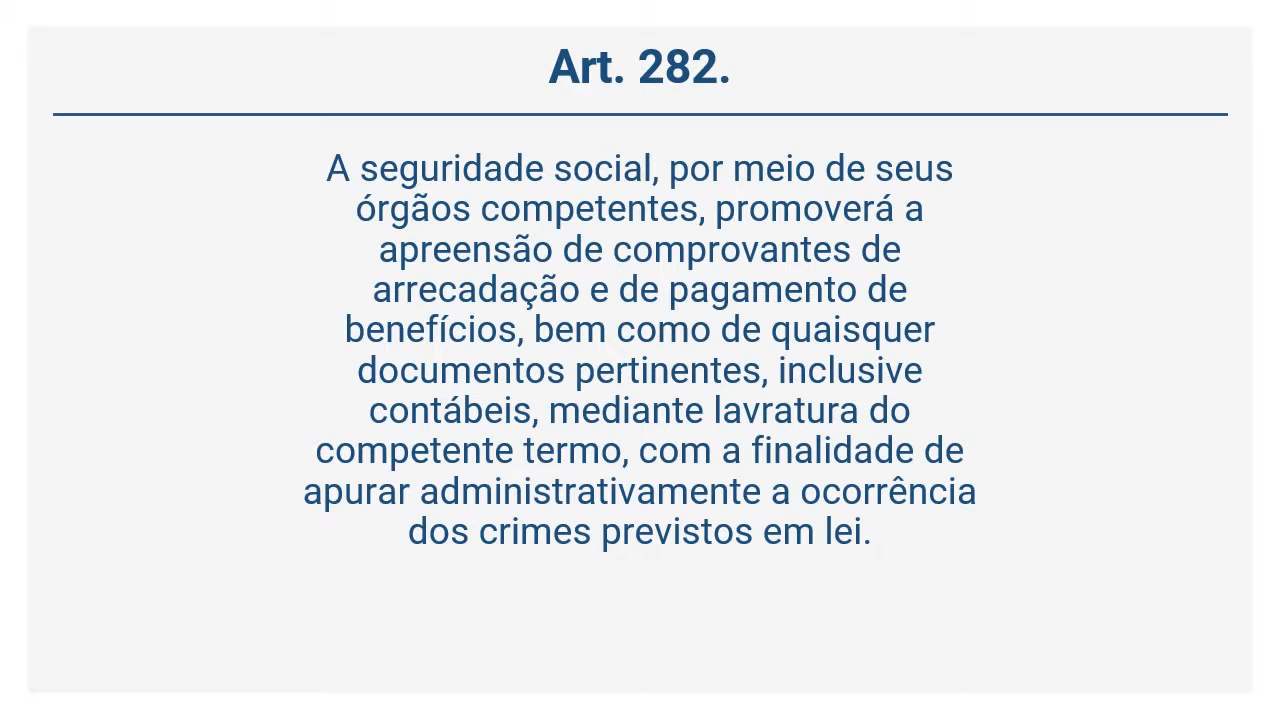 Art. 282.
A seguridade social, por meio de seus
órgãos competentes, promoverá a
apreensão de comprovantes de
arrecadação e de pagamento de
benefícios, bem como de quaisquer
documentos pertinentes, inclusive
contábeis, mediante lavratura do
competente termo, com a finalidade de
apurar administrativamente a ocorrência
dos crimes previstos em lei.